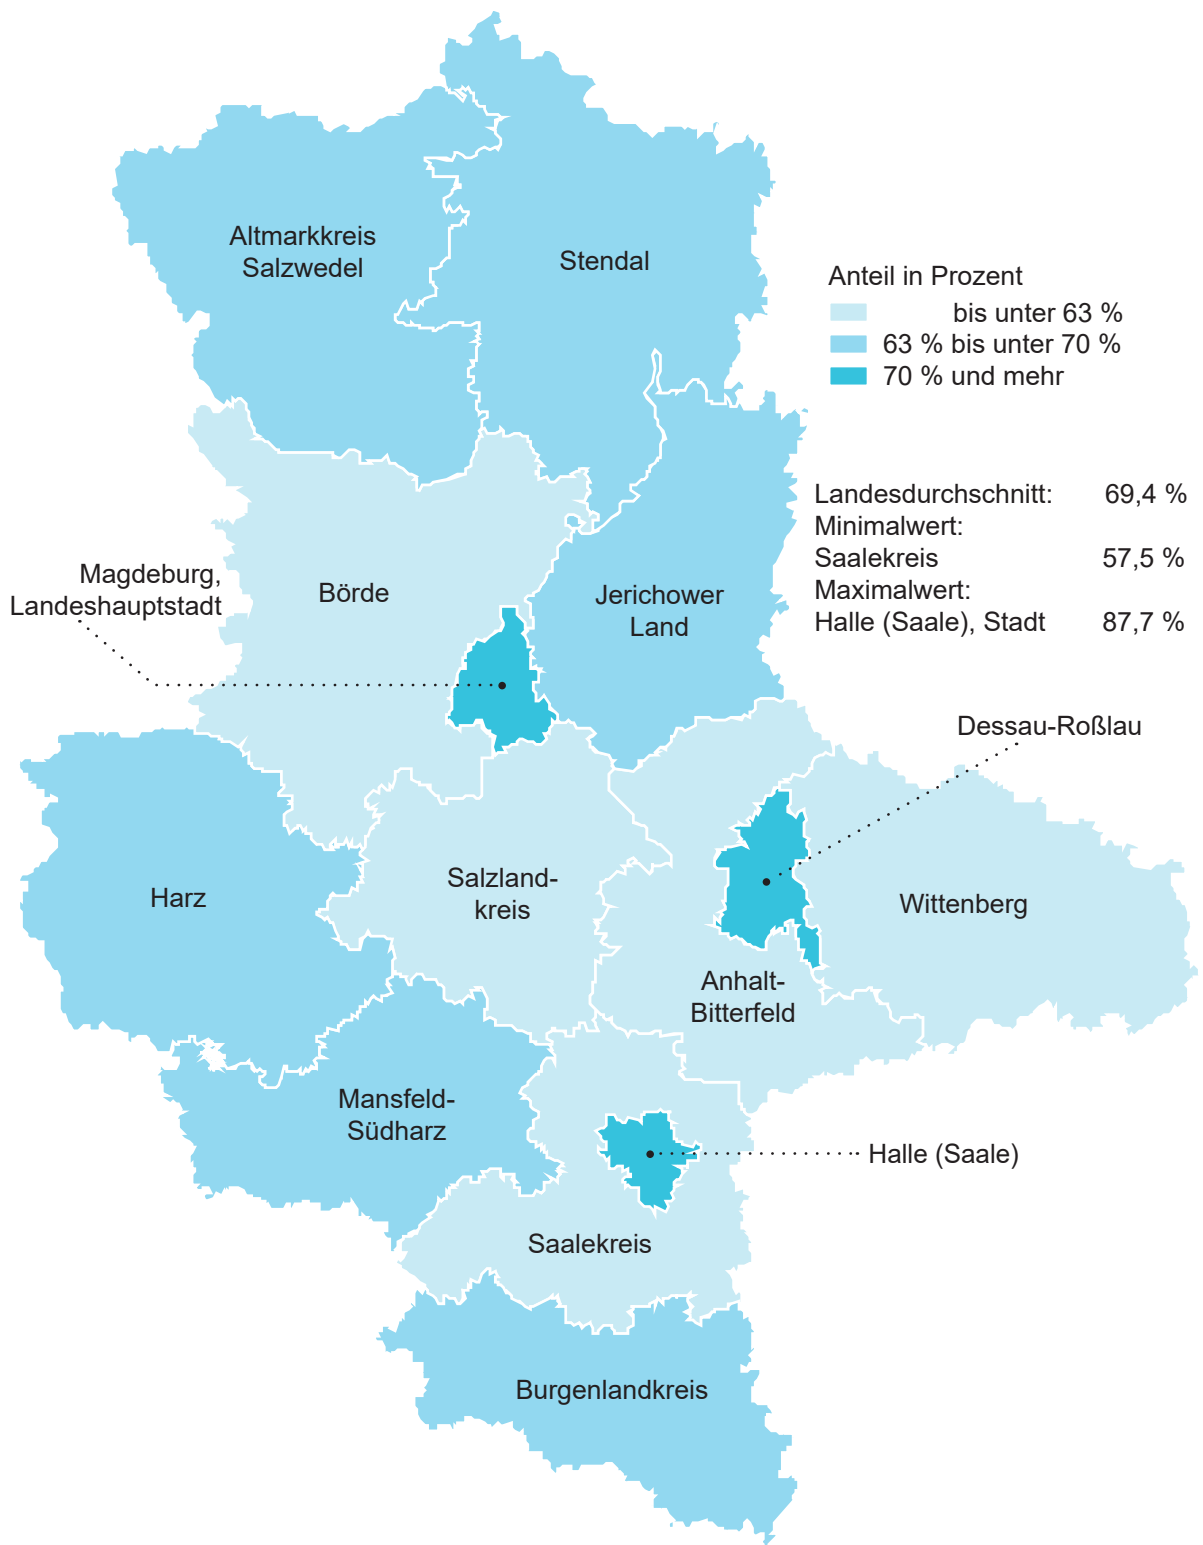 Altmarkkreis
Salzwedel
Stendal
Anteil in Prozent
bis unter 63 %
63 % bis unter 70 %
70 % und mehr
Landesdurchschnitt: 69,4 %
Minimalwert:
Saalekreis 57,5 %
Maximalwert:
Halle (Saale), Stadt 87,7 %
Magdeburg,
Landeshauptstadt
Börde
Jerichower
Land
Dessau-Roßlau
Harz
Salzland-
kreis
Wittenberg
Anhalt-
Bitterfeld
Mansfeld-
Südharz
Halle (Saale)
Saalekreis
Burgenlandkreis